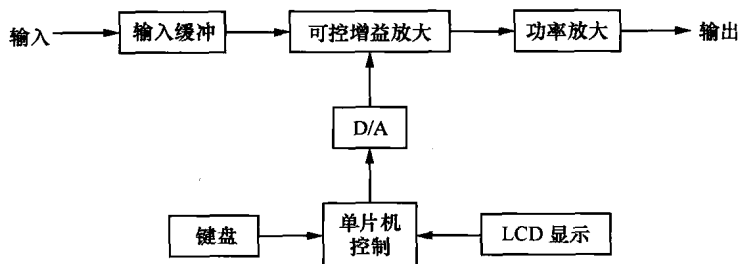 输入
输入缓冲
可控增益放大
功率放大
输出
D/A
键盘
单片机
控制
LCD 显示